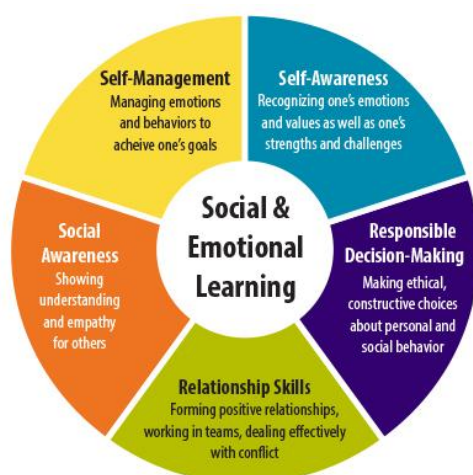 Self-Management
Managing emotions
and behaviors to
acheive one's goals
Self-Awareness
Recognizing one's emotions
and values as well as one's
strengths and challenges
Social &
Emotional
Learning
Social
Awareness
Showing
understanding
and empathy
for others
Responsible
Decision-Making
Making ethical,
constructive choices
about personal and
social behavior
Relationship Skills
Forming positive relationships,
working in teams, dealing effectively
with conflict